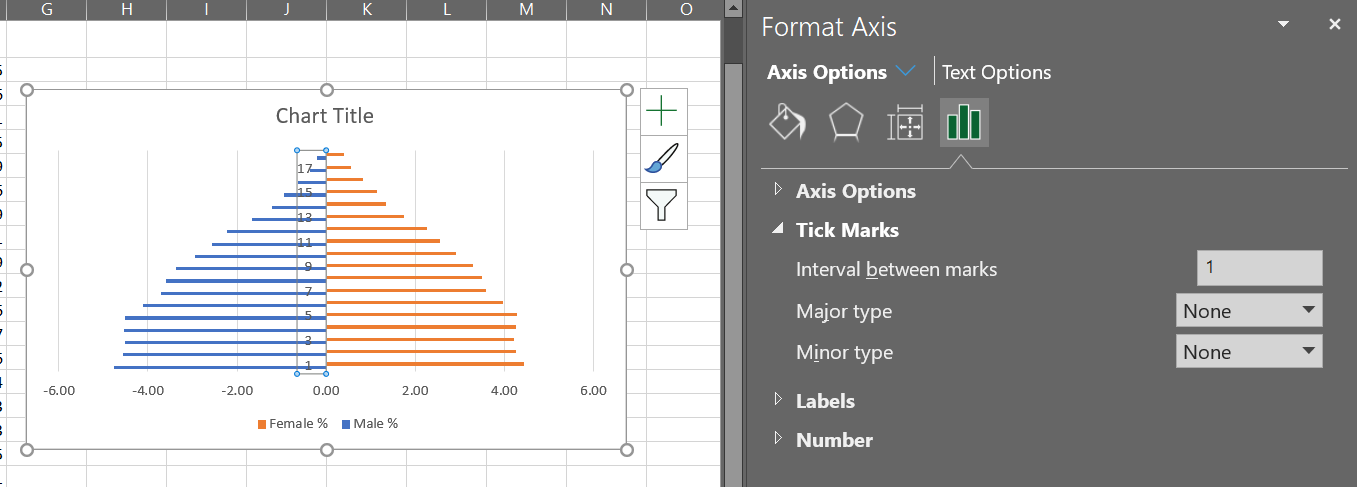 G H I J K L M N O
Format Axis
Axis Options
Text Options
Chart Title
17
15
13
11
9
7
5
3
1
-6.00 -4.00 -2.00 0.00 2.00 4.00 6.00
Female % Male %
Axis Options
Tick Marks
Interval between marks 1
Major type None
Minor type None
Labels
Number